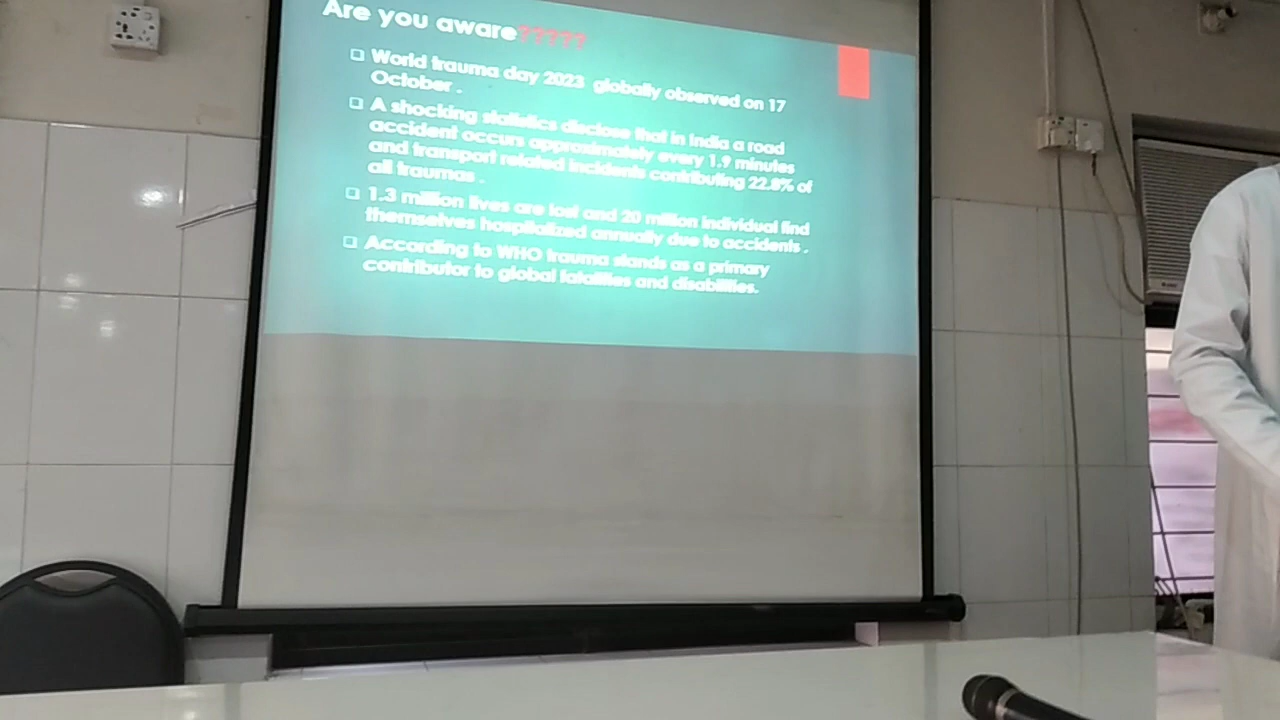 Are you aware?????
World trauma day 2023 globally observed on 17
October .
A shocking statistics disclose that in India a road
accident occurs approximately every 1.9 minutes
and transport related incidents contributing 22.8% of
all traumas .
1.3 million lives are lost and 20 million individual find
themselves hospitalized annually due to accidents .
According to WHO trauma stands as a primary
contributor to global fatalities and disabilities.